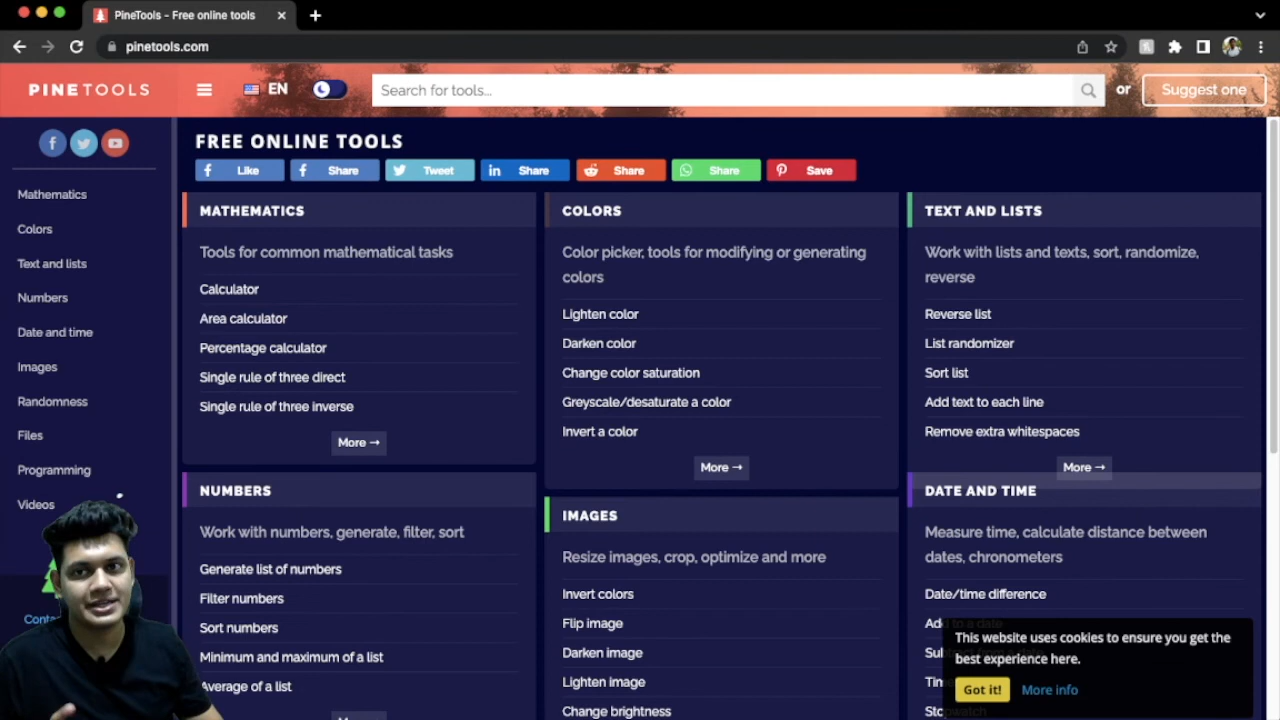 PineTools - Free online tools
pinetools.com
PINETOOLS
EN
Search for tools...
or
Suggest one
Mathematics
Colors
Text and lists
Numbers
Date and time
Images
Randomness
Files
Programming
Videos
FREE ONLINE TOOLS
Like
Share
Tweet
Share
Share
Share
Save
MATHEMATICS
Tools for common mathematical tasks
Calculator
Area calculator
Percentage calculator
Single rule of three direct
Single rule of three inverse
More →
NUMBERS
Work with numbers, generate, filter, sort
Generate list of numbers
Filter numbers
Sort numbers
Minimum and maximum of a list
Average of a list
COLORS
Color picker, tools for modifying or generating
colors
Lighten color
Darken color
Change color saturation
Greyscale/desaturate a color
Invert a color
More →
IMAGES
Resize images, crop, optimize and more
Invert colors
Flip image
Darken image
Lighten image
Change brightness
TEXT AND LISTS
Work with lists and texts, sort, randomize,
reverse
Reverse list
List randomizer
Sort list
Add text to each line
Remove extra whitespaces
More →
DATE AND TIME
Measure time, calculate distance between
dates, chronometers
Date/time difference
Add to a date
Stopwatch
This website uses cookies to ensure you get the
best experience here.
Got it!
More info